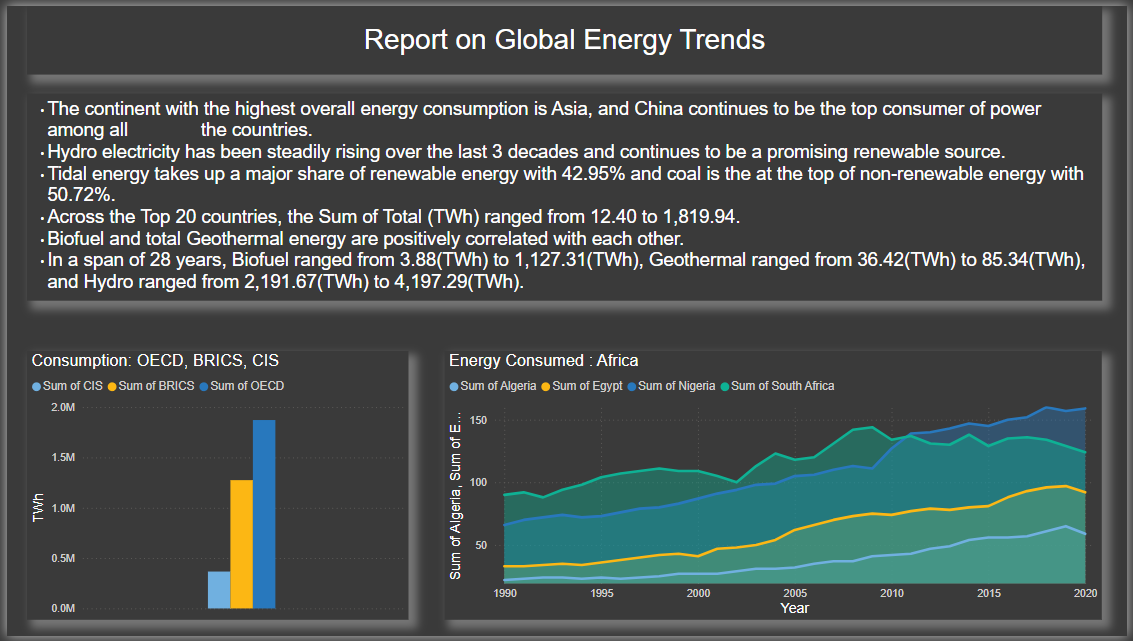 Report on Global Energy Trends
· The continent with the highest overall energy consumption is Asia, and China continues to be the top consumer of power
among all the countries.
· Hydro electricity has been steadily rising over the last 3 decades and continues to be a promising renewable source.
· Tidal energy takes up a major share of renewable energy with 42.95% and coal is the at the top of non-renewable energy with
50.72%.
· Across the Top 20 countries, the Sum of Total (TWh) ranged from 12.40 to 1,819.94.
· Biofuel and total Geothermal energy are positively correlated with each other.
· In a span of 28 years, Biofuel ranged from 3.88(TWh) to 1,127.31(TWh), Geothermal ranged from 36.42(TWh) to 85.34(TWh),
and Hydro ranged from 2,191.67(TWh) to 4,197.29(TWh).
Consumption: OECD, BRICS, CIS
Sum of CIS Sum of BRICS Sum of OECD
2.0M
1.5M
1.0M
0.5M
0.0M
TWh
Energy Consumed : Africa
Sum of Algeria Sum of Egypt Sum of Nigeria Sum of South Africa
Sum of Algeria, Sum of E...
150
100
50
1990 1995 2000 2005 2010 2015 2020
Year